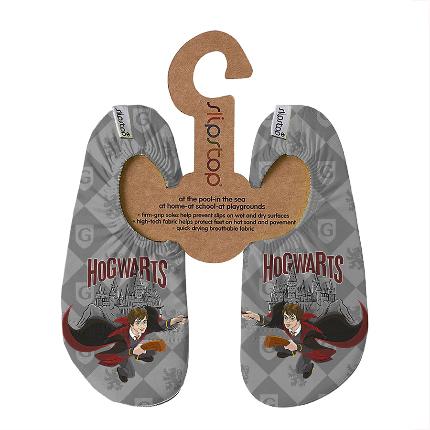 slipstop
slipstop
slipstop
at the pool-in the sea
at home-at school-at playgrounds
• firm-grip soles help prevent slips on wet and dry surfaces
• high-tech fabric helps protect feet on hot sand and pavement
• quick drying breathable fabric
G
G
HOGWARTS
HOGWARTS